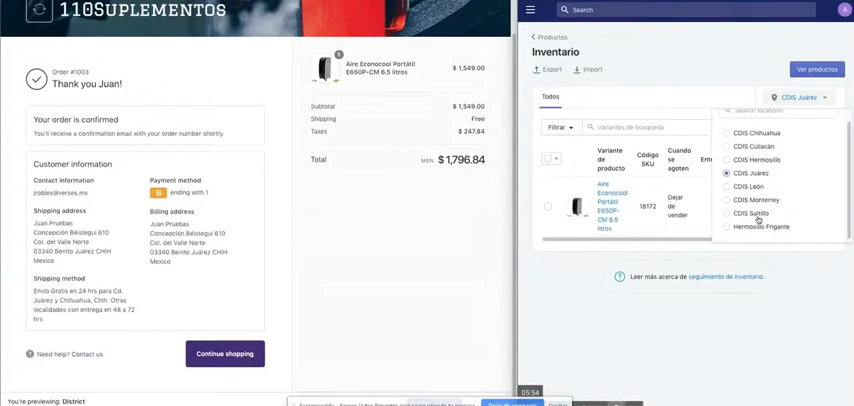 110SUPLEMENTOS
Order #1003
Thank you Juan!
Your order is confirmed
You'll receive a confirmation email with your order number shortly.
Customer information
Contact information
jrobles@verses.mx
Payment method
B ending with 1
Shipping address
Juan Pruebas
Concepción Béistegui 610
Col. del Valle Norte
03340 Benito Juárez CHIH
Mexico
Billing address
Juan Pruebas
Concepción Béistegui 610
Col. del Valle Norte
03340 Benito Juárez CHIH
Mexico
Shipping method
Envío Gratis en 24 hrs para Cd.
Juárez y Chihuahua, Chih. Otras
localidades con entrega en 48 a 72
hrs
Need help? Contact us
Continue shopping
You're previewing: District
1
Aire Econocool Portátil
E650P-CM 6.5 litros
$ 1,549.00
Subtotal $ 1,549.00
Shipping Free
Taxes $ 247.84
Total MXN $ 1,796.84
Search
A
Productos
Inventario
Export Import
Ver productos
Todos
CDIS Juárez
Search locations
Filtrar
Variantes de búsqueda
CDIS Chihuahua
CDIS Culiacán
CDIS Hermosillo
CDIS Juárez
CDIS León
CDIS Monterrey
CDIS Saltillo
Hermosillo Frigante
Variante
de
producto
Código
SKU
Cuando
se
agoten
Aire
Econocool
Portátil
E650P-
CM 6.5
litros
18172
Dejar
de
vender
Leer más acerca de seguimiento de inventario.
05:54